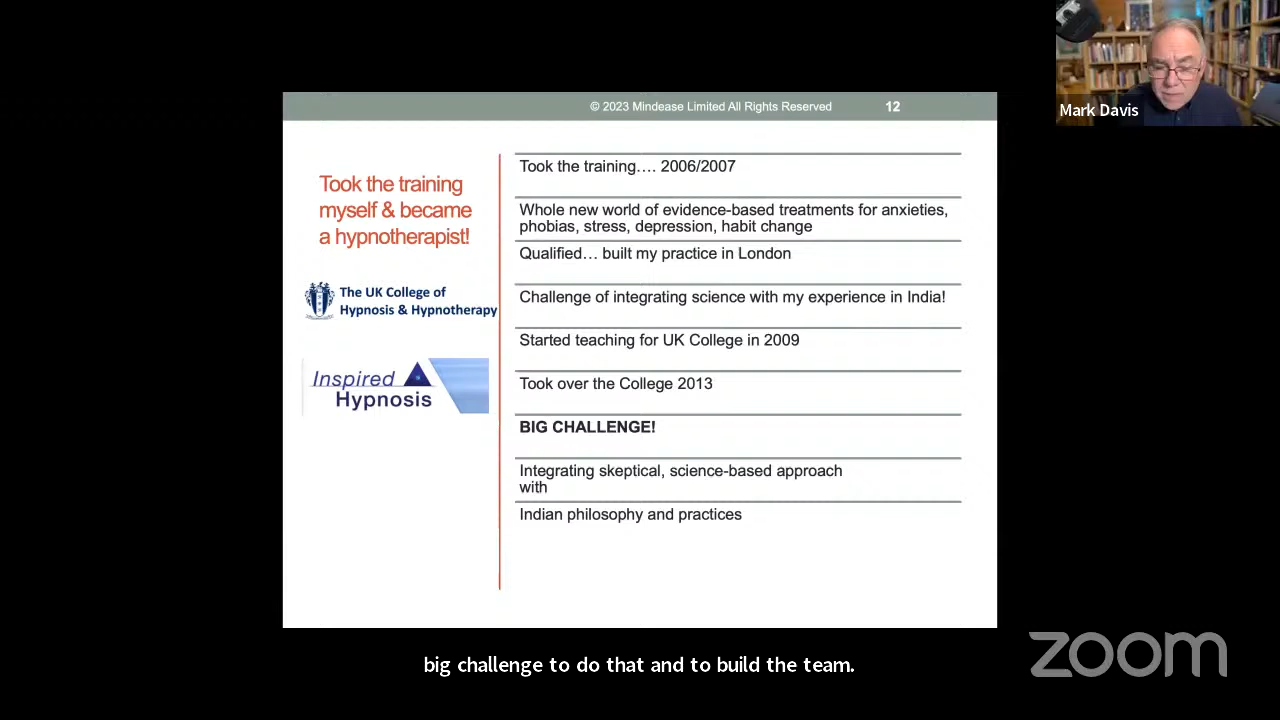 © 2023 Mindease Limited All Rights Reserved 12
Mark Davis
Took the training
myself & became
a hypnotherapist!
The UK College of
Hypnosis & Hypnotherapy
Inspired
Hypnosis
Took the training…. 2006/2007
Whole new world of evidence-based treatments for anxieties,
phobias, stress, depression, habit change
Qualified… built my practice in London
Challenge of integrating science with my experience in India!
Started teaching for UK College in 2009
Took over the College 2013
BIG CHALLENGE!
Integrating skeptical, science-based approach
with
Indian philosophy and practices
big challenge to do that and to build the team.
zoom